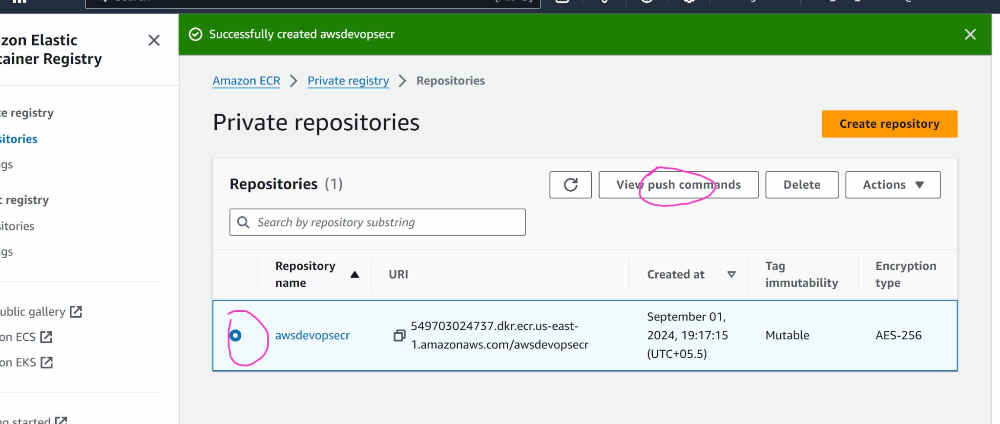 zon Elastic
tainer Registry
Successfully created awsdevopsecr
Amazon ECR
Private registry
Repositories
e registry
sitories
gs
c registry
sitories
gs
ublic gallery
on ECS
on EKS
ng started
Private repositories
Create repository
Repositories (1)
View push commands
Delete
Actions
Search by repository substring
Repository name
URI
Created at
Tag immutability
Encryption type
awsdevopsecr
549703024737.dkr.ecr.us-east-
1.amazonaws.com/awsdevopsecr
September 01,
2024, 19:17:15
(UTC+05.5)
Mutable
AES-256